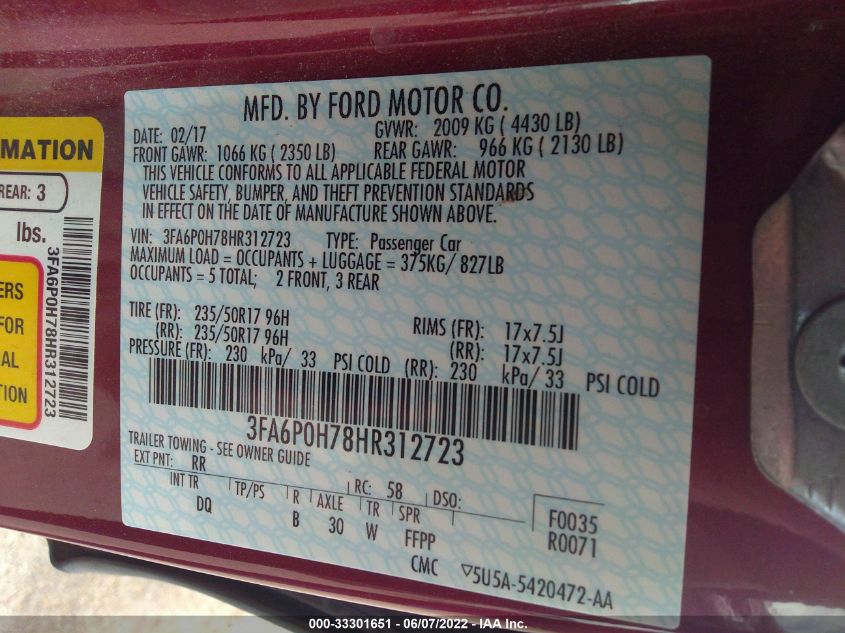 MFD. BY FORD MOTOR CO.
DATE: 02/17 GVWR: 2009 KG ( 4430 LB)
FRONT GAWR: 1066 KG ( 2350 LB) REAR GAWR: 966 KG ( 2130 LB)
THIS VEHICLE CONFORMS TO ALL APPLICABLE FEDERAL MOTOR
VEHICLE SAFETY, BUMPER, AND THEFT PREVENTION STANDARDS
IN EFFECT ON THE DATE OF MANUFACTURE SHOWN ABOVE.
VIN: 3FA6P0H78HR312723 TYPE: Passenger Car
MAXIMUM LOAD = OCCUPANTS + LUGGAGE = 375KG/ 827LB
OCCUPANTS = 5 TOTAL; 2 FRONT, 3 REAR
TIRE (FR): 235/50R17 96H RIMS (FR): 17x7.5J
(RR): 235/50R17 96H (RR): 17x7.5J
PRESSURE (FR): 230 kPa/ 33 PSI COLD (RR): 230 kPa/ 33 PSI COLD
3FA6P0H78HR312723
TRAILER TOWING - SEE OWNER GUIDE
EXT PNT: RR RC: 58 DSO:
INT TR TP/PS R AXLE TR SPR F0035
DQ B 30 W FFPP R0071
CMC ▽5U5A-5420472-AA
MATION
REAR: 3
lbs.
3FA6P0H78HR312723
ERS
FOR
AL
TION
000-33301651 - 06/07/2022 - IAA Inc.